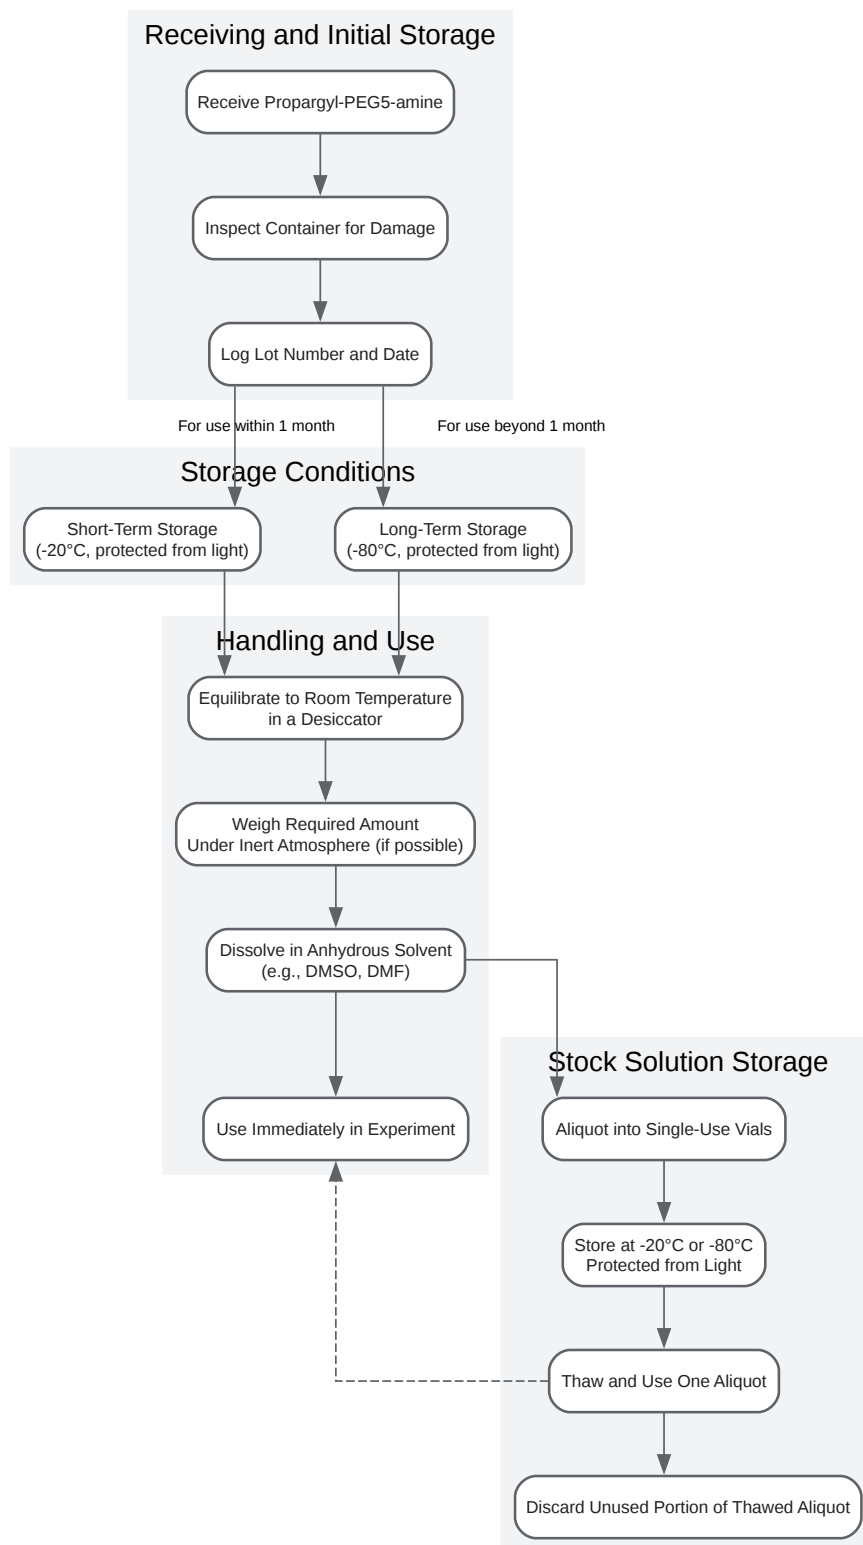 Receiving and Initial Storage
Receive Propargyl-PEG5-amine
Inspect Container for Damage
Log Lot Number and Date
For use within 1 month
For use beyond 1 month
Storage Conditions
Short-Term Storage
(-20°C, protected from light)
Long-Term Storage
(-80°C, protected from light)
Handling and Use
Equilibrate to Room Temperature
in a Desiccator
Weigh Required Amount
Under Inert Atmosphere (if possible)
Dissolve in Anhydrous Solvent
(e.g., DMSO, DMF)
Use Immediately in Experiment
Stock Solution Storage
Aliquot into Single-Use Vials
Store at -20°C or -80°C
Protected from Light
Thaw and Use One Aliquot
Discard Unused Portion of Thawed Aliquot